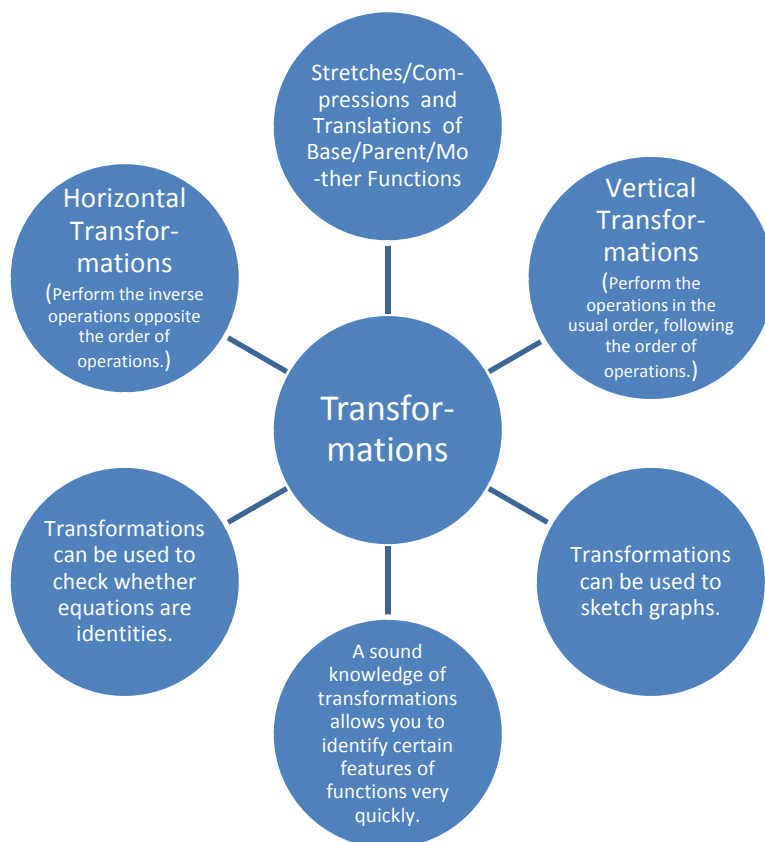 Stretches/Com-
pressions and
Translations of
Base/Parent/Mo
-ther Functions
Horizontal
Transfor-
mations
(Perform the inverse
operations opposite
the order of
operations.)
Vertical
Transfor-
mations
(Perform the
operations in the
usual order, following
the order of
operations.)
Transfor-
mations
Transformations
can be used to
check whether
equations are
identities.
Transformations
can be used to
sketch graphs.
A sound
knowledge of
transformations
allows you to
identify certain
features of
functions very
quickly.